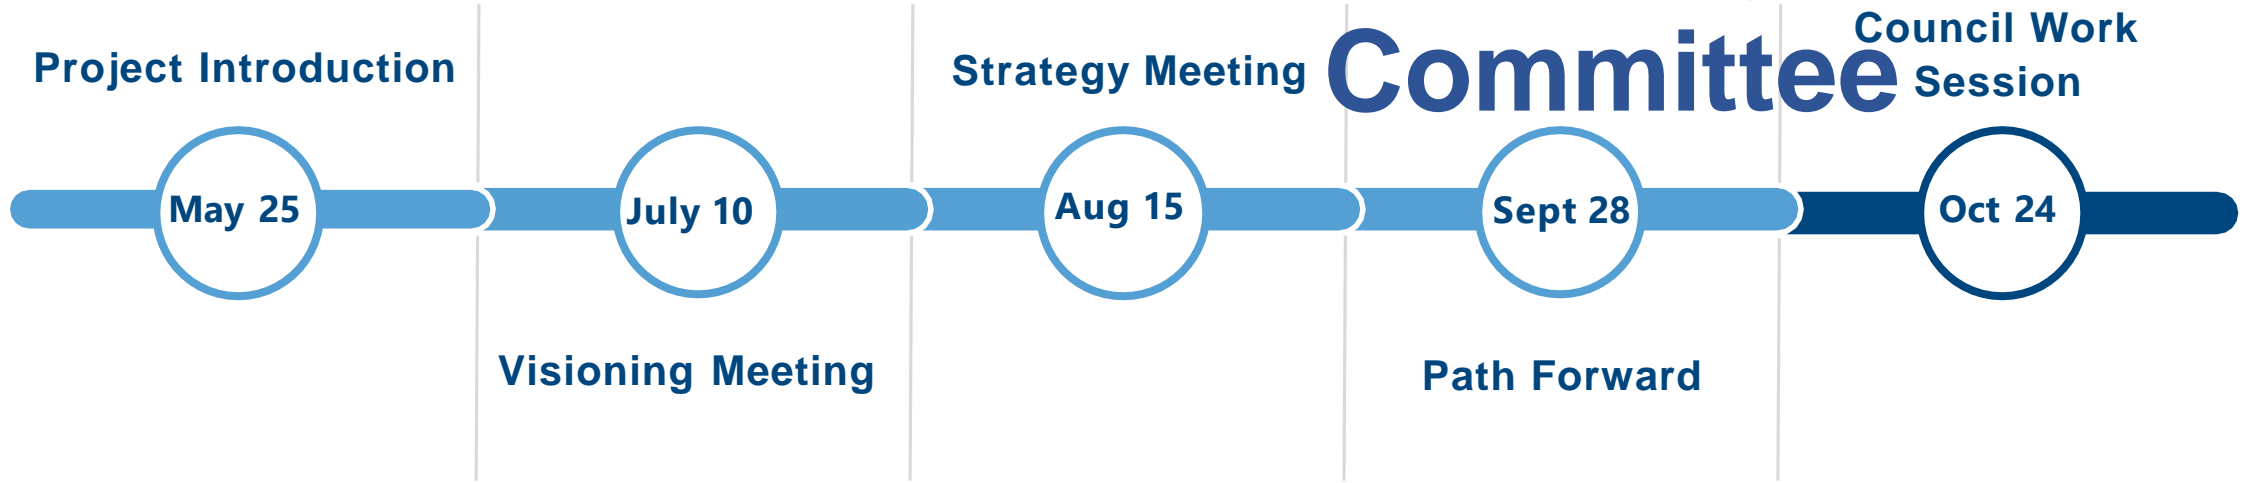 Project Introduction
Strategy Meeting
Committee
Council Work
Session
May 25
July 10
Aug 15
Sept 28
Oct 24
Visioning Meeting
Path Forward